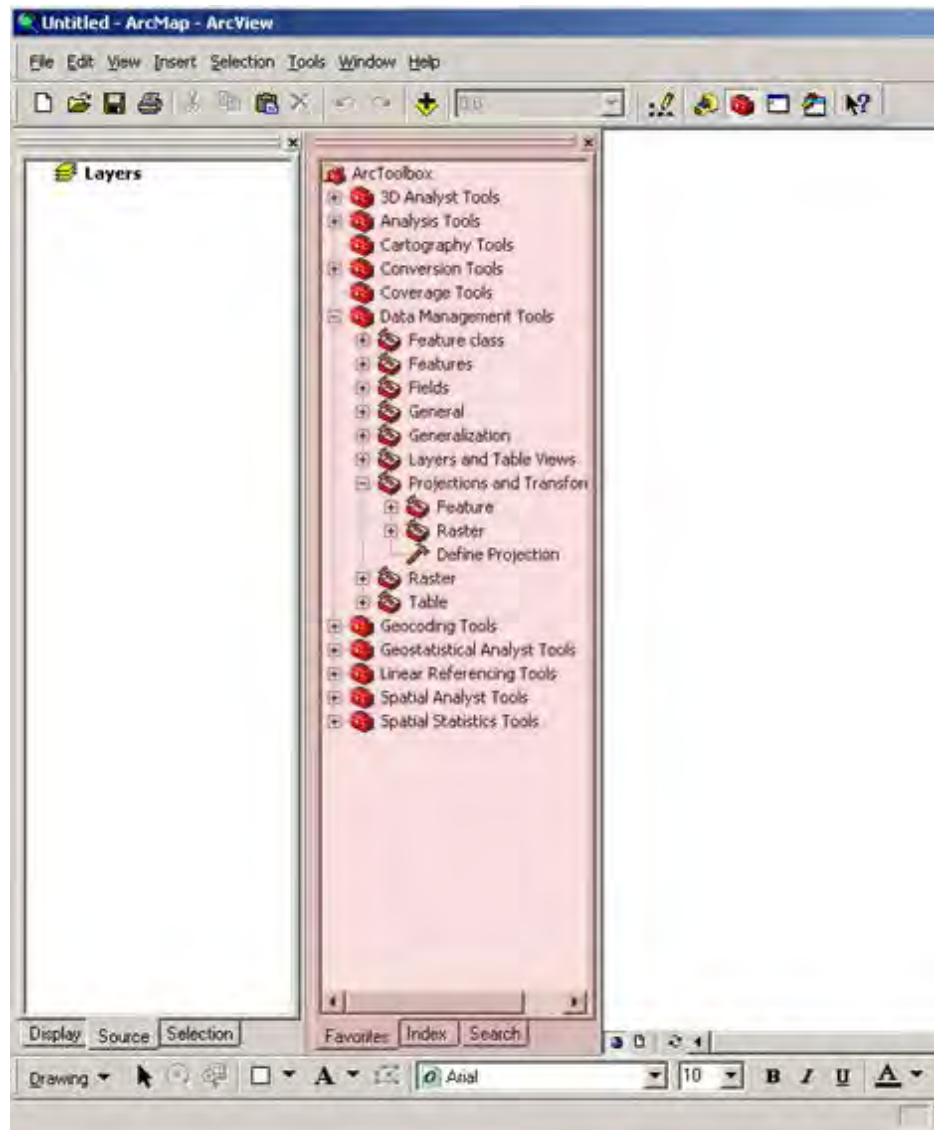 Untitled - ArcMap - ArcView
File Edit View Insert Selection Tools Window Help
Layers
ArcToolbox
3D Analyst Tools
Analysis Tools
Cartography Tools
Conversion Tools
Coverage Tools
Data Management Tools
Feature class
Features
Fields
General
Generalization
Layers and Table Views
Projections and Transfor
Feature
Raster
Define Projection
Raster
Table
Geocoding Tools
Geostatistical Analyst Tools
Linear Referencing Tools
Spatial Analyst Tools
Spatial Statistics Tools
Display Source Selection
Favorites Index Search
Drawing A Arial 10 B I U A